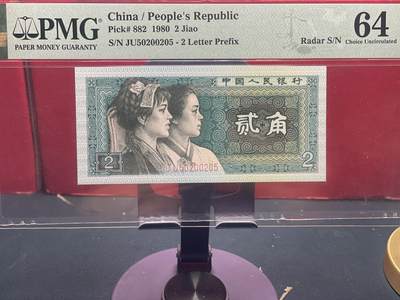 PMG
PAPER MONEY GUARANTY
China / People's Republic
Pick# 882 1980 2 Jiao
S/N JU50200205 - 2 Letter Prefix
Radar S/N
64
Choice Uncirculated
中国人民银行
贰角
2
JU50200205
2